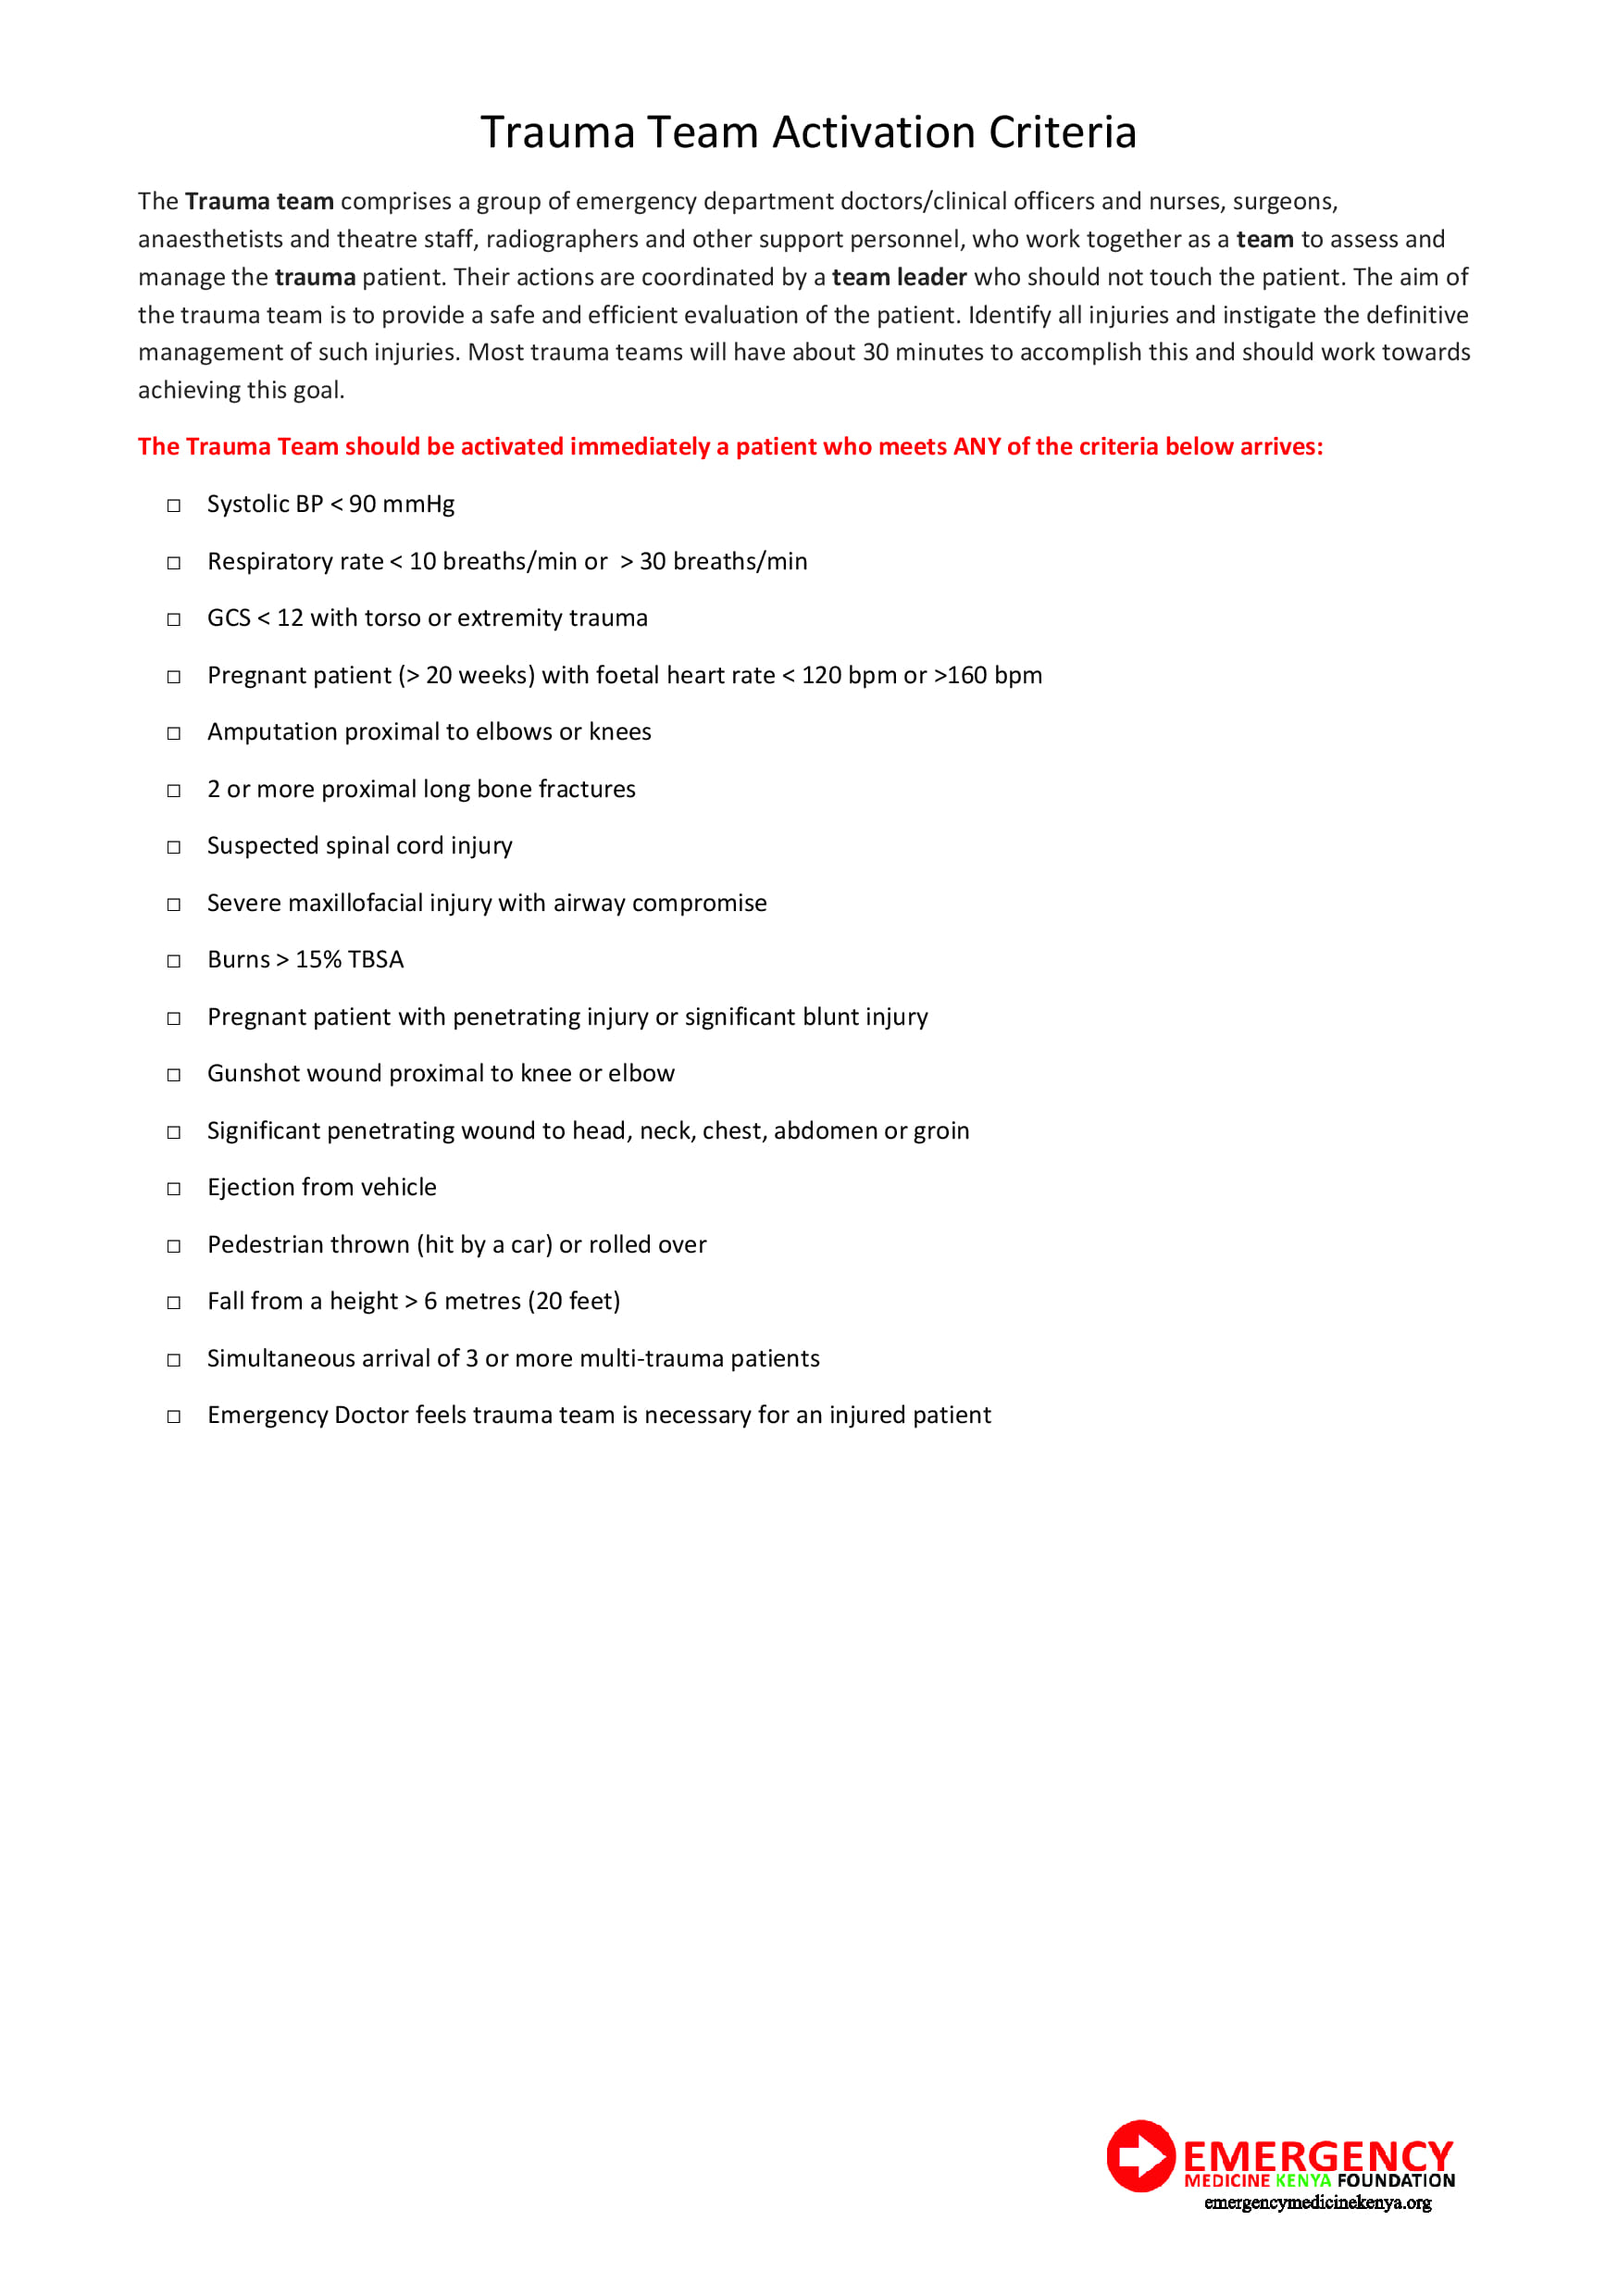 Trauma Team Activation Criteria
The Trauma team comprises a group of emergency department doctors/clinical officers and nurses, surgeons,
anaesthetists and theatre staff, radiographers and other support personnel, who work together as a team to assess and
manage the trauma patient. Their actions are coordinated by a team leader who should not touch the patient. The aim of
the trauma team is to provide a safe and efficient evaluation of the patient. Identify all injuries and instigate the definitive
management of such injuries. Most trauma teams will have about 30 minutes to accomplish this and should work towards
achieving this goal.
The Trauma Team should be activated immediately a patient who meets ANY of the criteria below arrives:
□ Systolic BP < 90 mmHg
□ Respiratory rate < 10 breaths/min or > 30 breaths/min
□ GCS < 12 with torso or extremity trauma
□ Pregnant patient (> 20 weeks) with foetal heart rate < 120 bpm or >160 bpm
□ Amputation proximal to elbows or knees
□ 2 or more proximal long bone fractures
□ Suspected spinal cord injury
□ Severe maxillofacial injury with airway compromise
□ Burns > 15% TBSA
□ Pregnant patient with penetrating injury or significant blunt injury
□ Gunshot wound proximal to knee or elbow
□ Significant penetrating wound to head, neck, chest, abdomen or groin
□ Ejection from vehicle
□ Pedestrian thrown (hit by a car) or rolled over
□ Fall from a height > 6 metres (20 feet)
□ Simultaneous arrival of 3 or more multi-trauma patients
□ Emergency Doctor feels trauma team is necessary for an injured patient
EMERGENCY
MEDICINE KENYA FOUNDATION
emergencymedicinekenya.org